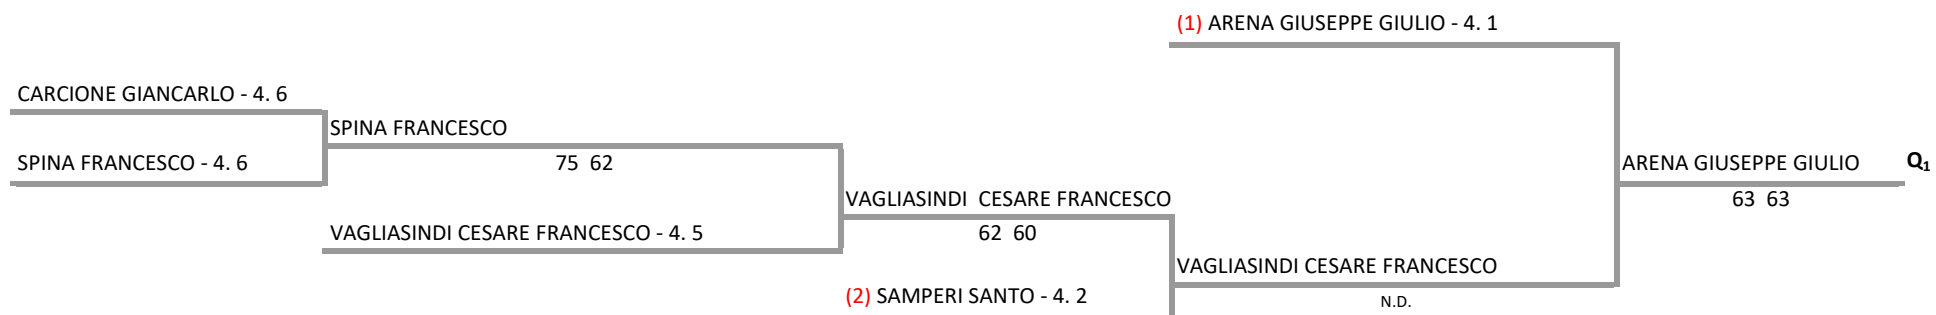 (1) ARENA GIUSEPPE GIULIO - 4. 1
CARCIONE GIANCARLO - 4. 6
SPINA FRANCESCO
SPINA FRANCESCO - 4. 6
75 62
ARENA GIUSEPPE GIULIO Q1
VAGLIASINDI CESARE FRANCESCO
63 63
VAGLIASINDI CESARE FRANCESCO - 4. 5
62 60
VAGLIASINDI CESARE FRANCESCO
(2) SAMPERI SANTO - 4. 2
N.D.